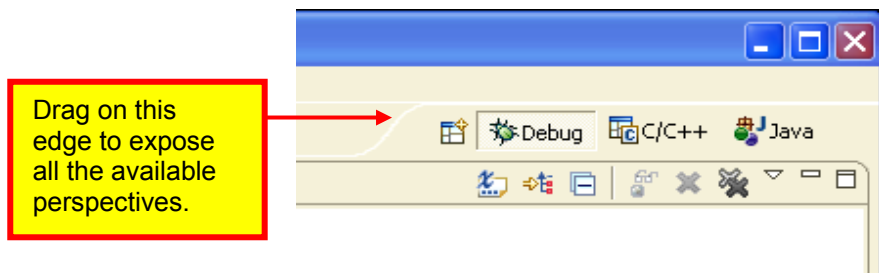 Drag on this
edge to expose
all the available
perspectives.
Debug C/C++ Java